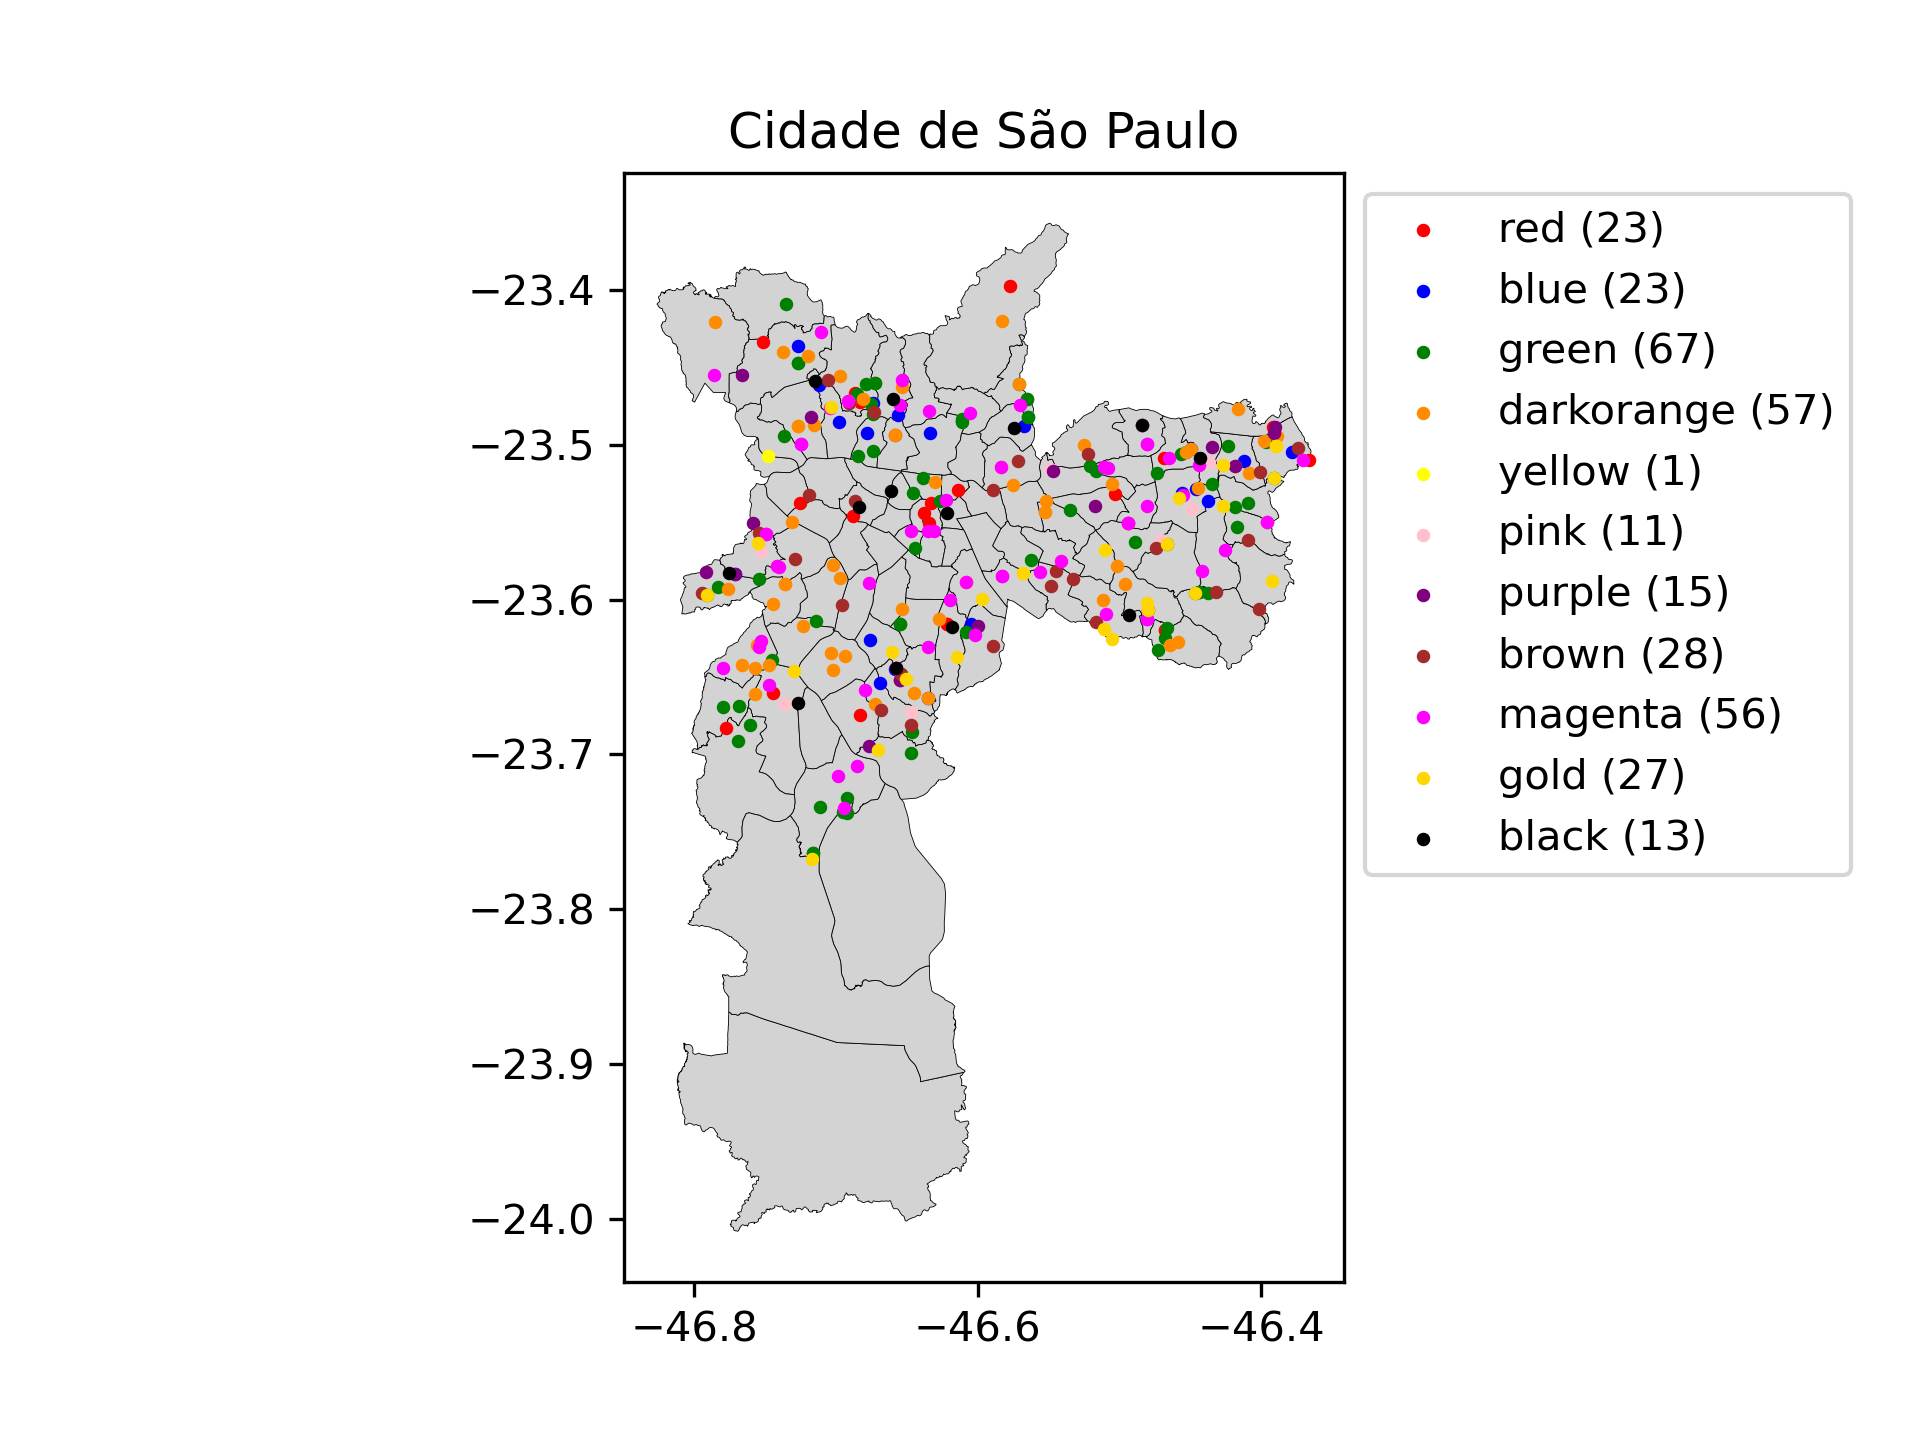 Cidade de São Paulo
−23.4
−23.5
−23.6
−23.7
−23.8
−23.9
−24.0
−46.8
−46.6
−46.4
red (23)
blue (23)
green (67)
darkorange (57)
yellow (1)
pink (11)
purple (15)
brown (28)
magenta (56)
gold (27)
black (13)